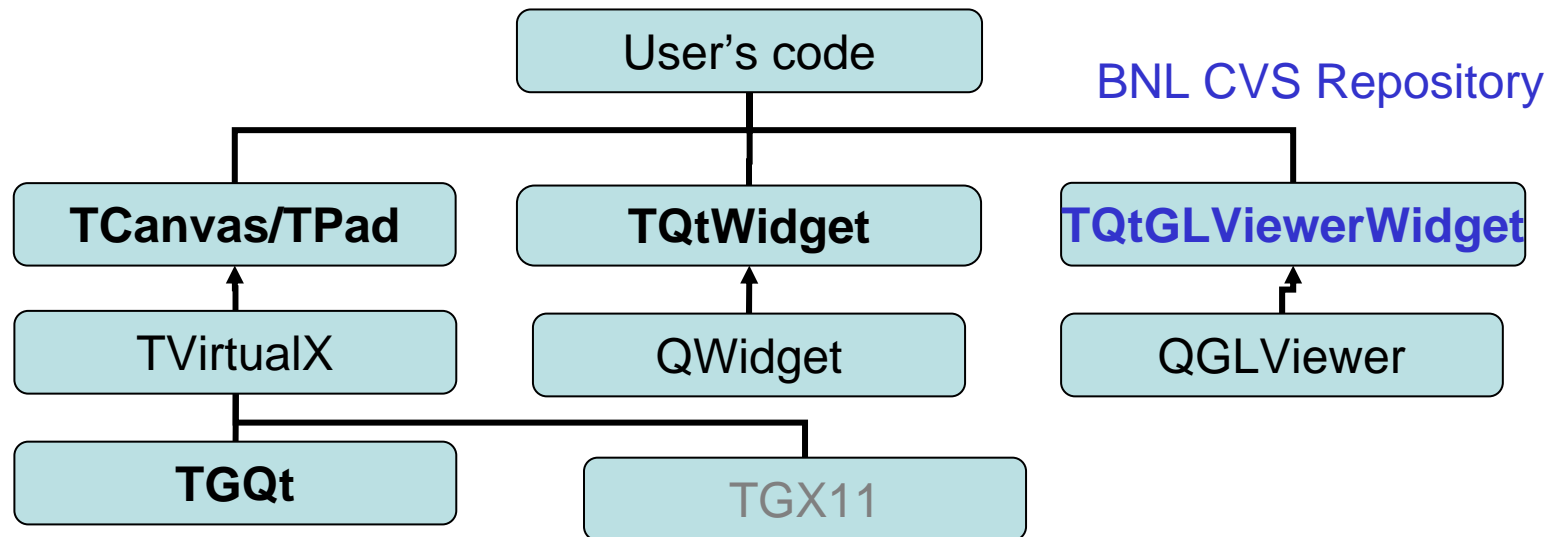 User’s code
BNL CVS Repository
TCanvas/TPad
TQtWidget
TQtGLViewerWidget
TVirtualX
QWidget
QGLViewer
TGQt
TGX11